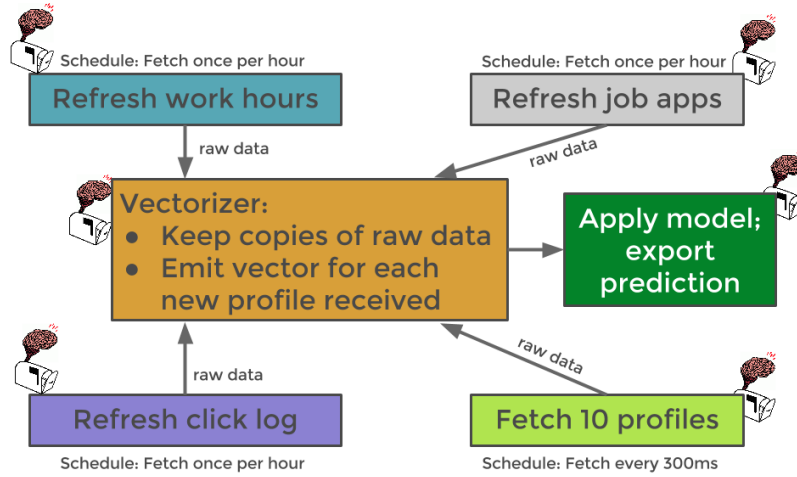 Schedule: Fetch once per hour
Refresh work hours
Schedule: Fetch once per hour
Refresh job apps
raw data
raw data
Vectorizer:
● Keep copies of raw data
● Emit vector for each
new profile received
Apply model;
export
prediction
raw data
raw data
Refresh click log
Schedule: Fetch once per hour
Fetch 10 profiles
Schedule: Fetch every 300ms